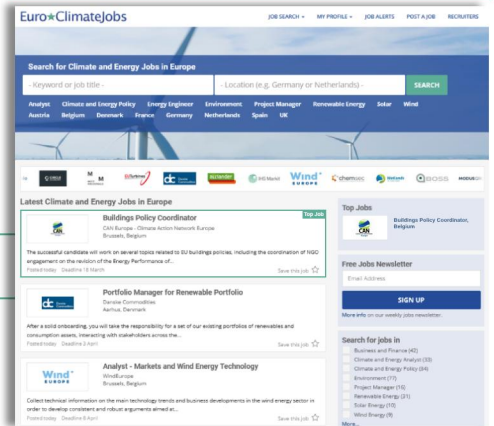 Euro★ClimateJobs
JOB SEARCH MY PROFILE JOB ALERTS POST A JOB RECRUITERS
Search for Climate and Energy Jobs in Europe
- Keyword or job title -
- Location (e.g. Germany or Netherlands) -
SEARCH
Analyst Climate and Energy Policy Energy Engineer Environment Project Manager Renewable Energy Solar Wind
Austria Belgium Denmark France Germany Netherlands Spain UK
Wind EUROPE
chemsec
BOSS
Latest Climate and Energy Jobs in Europe
Top Job
CAN
Buildings Policy Coordinator
CAN Europe - Climate Action Network Europe
Brussels, Belgium
The successful candidate will work on several topics related to EU buildings policies, including the coordination of NGO
engagement on the revision of the Energy Performance of...
Posted today Deadline 18 March
Save this job
dc
Portfolio Manager for Renewable Portfolio
Danske Commodities
Aarhus, Denmark
After a solid onboarding, you will take the responsibility for a set of our existing portfolios of renewables and
consumption assets, interacting with stakeholders across the...
Posted today Deadline 3 April
Save this job
Wind
EUROPE
Analyst - Markets and Wind Energy Technology
WindEurope
Brussels, Belgium
Collect technical information on the main technology trends and business developments in the wind energy sector in
order to develop consistent and robust arguments aimed at...
Posted today Deadline 8 April
Save this job
Top Jobs
CAN
Buildings Policy Coordinator,
Belgium
Free Jobs Newsletter
Email Address
SIGN UP
More info on our weekly jobs newsletter.
Search for jobs in
Business and Finance (42)
Climate and Energy Analyst (33)
Climate and Energy Policy (34)
Environment (17)
Project Manager (16)
Renewable Energy (21)
Solar Energy (10)
Wind Energy (9)
More...